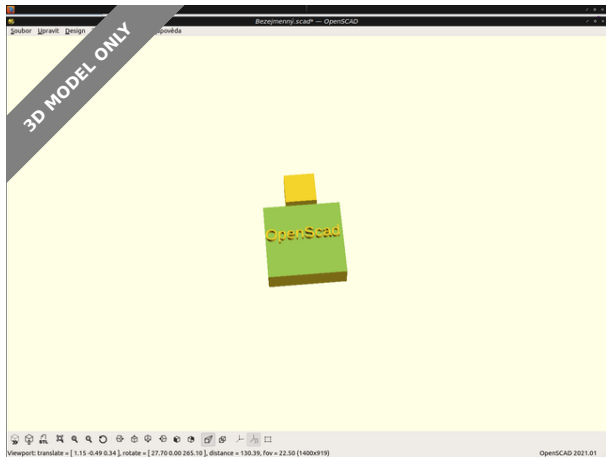 Bezejmenný.scad* — OpenSCAD
Soubor Upravit Design
3D MODEL ONLY
OpenScad
Viewport: translate = [ 1.15 -0.49 0.34 ], rotate = [ 27.70 0.00 265.10 ], distance = 130.39, fov = 22.50 (1400x919)
OpenSCAD 2021.01